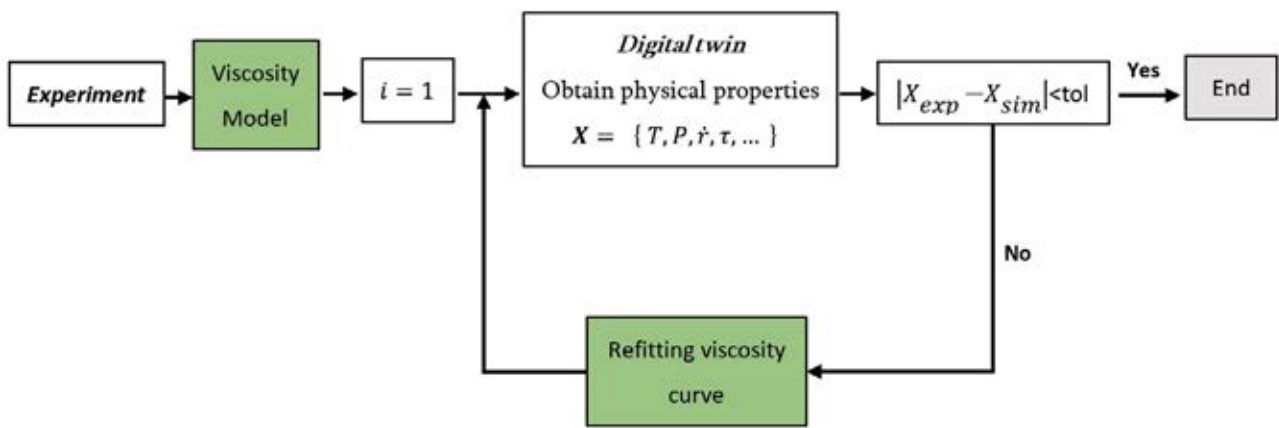 Experiment
Viscosity
Model
i = 1
Digital twin
Obtain physical properties
X = { T, P, ṙ, τ, ... }
|X_exp − X_sim|<tol
Yes
End
No
Refitting viscosity
curve